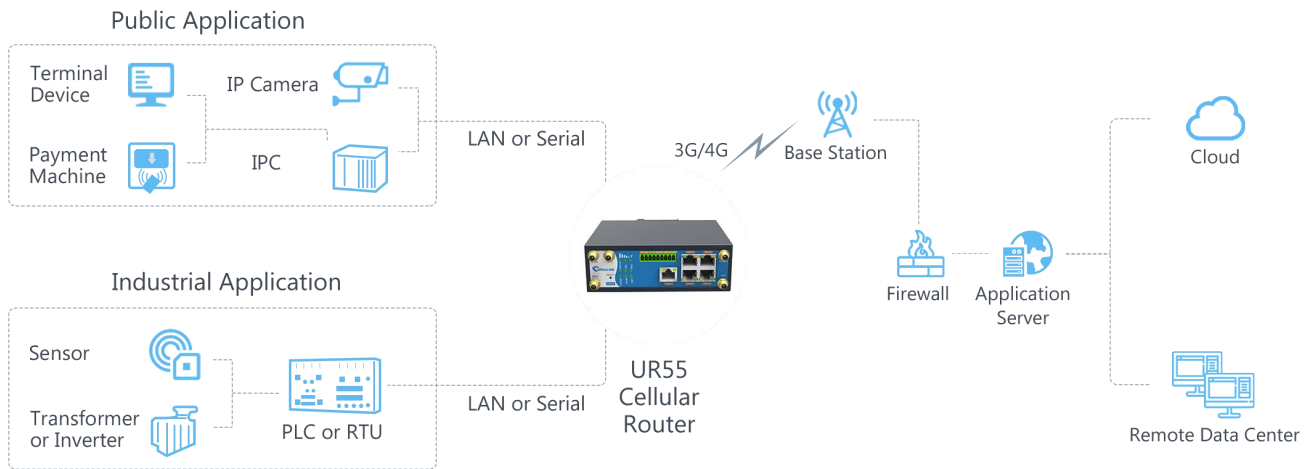 Public Application
Terminal
Device
IP Camera
Payment
Machine
IPC
LAN or Serial
3G/4G
Base Station
Cloud
Industrial Application
Sensor
Transformer
or Inverter
PLC or RTU
LAN or Serial
UR55
Cellular
Router
Firewall
Application
Server
Remote Data Center